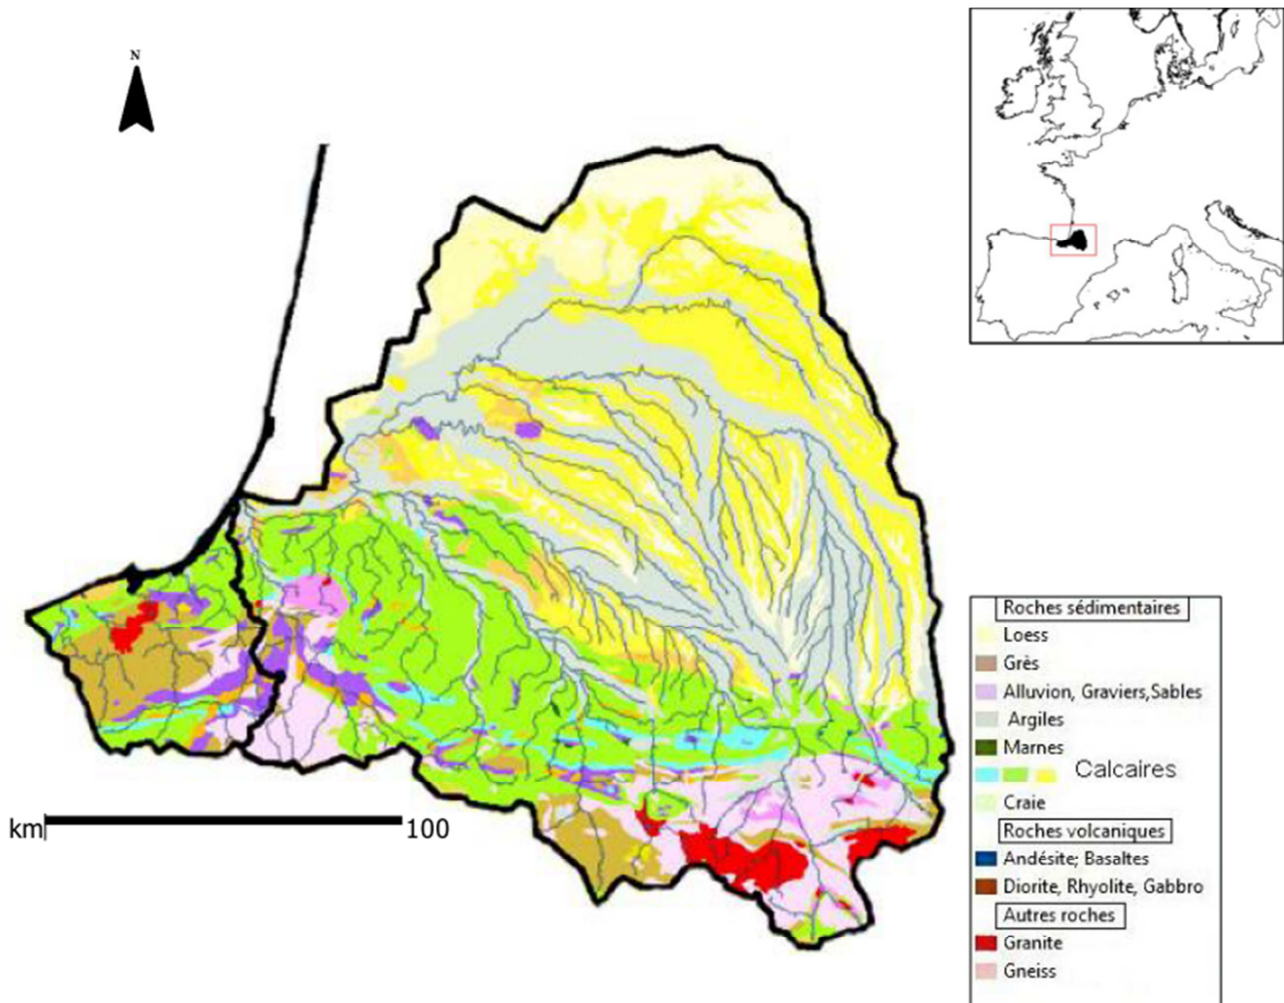 N
km
100
Roches sédimentaires
Loess
Grès
Alluvion, Graviers,Sables
Argiles
Marnes
Calcaires
Craie
Roches volcaniques
Andésite; Basaltes
Diorite, Rhyolite, Gabbro
Autres roches
Granite
Gneiss